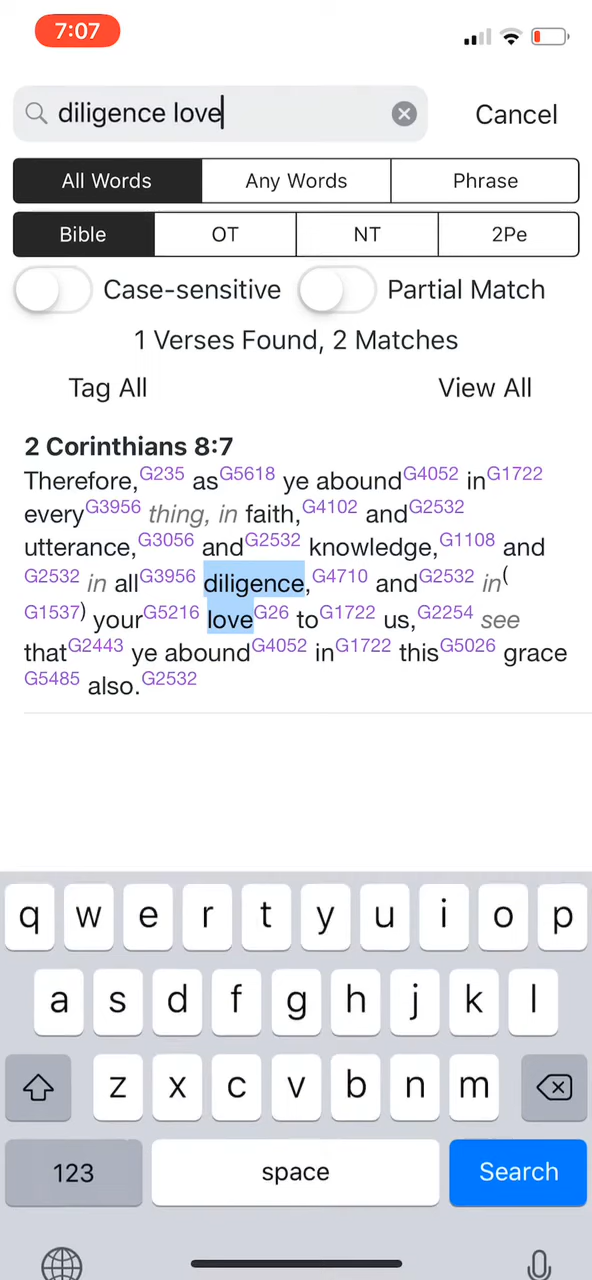 7:07
diligence love
Cancel
All Words Any Words Phrase
Bible OT NT 2Pe
Case-sensitive Partial Match
1 Verses Found, 2 Matches
Tag All View All
2 Corinthians 8:7
Therefore,G235 asG5618 ye aboundG4052 inG1722
everyG3956 thing, in faith,G4102 andG2532
utterance,G3056 andG2532 knowledge,G1108 and
G2532 in allG3956 diligence,G4710 andG2532 in(
G1537) yourG5216 loveG26 toG1722 us,G2254 see
thatG2443 ye aboundG4052 inG1722 thisG5026 grace
G5485 also.G2532
q w e r t y u i o p
a s d f g h j k l
z x c v b n m
123 space Search